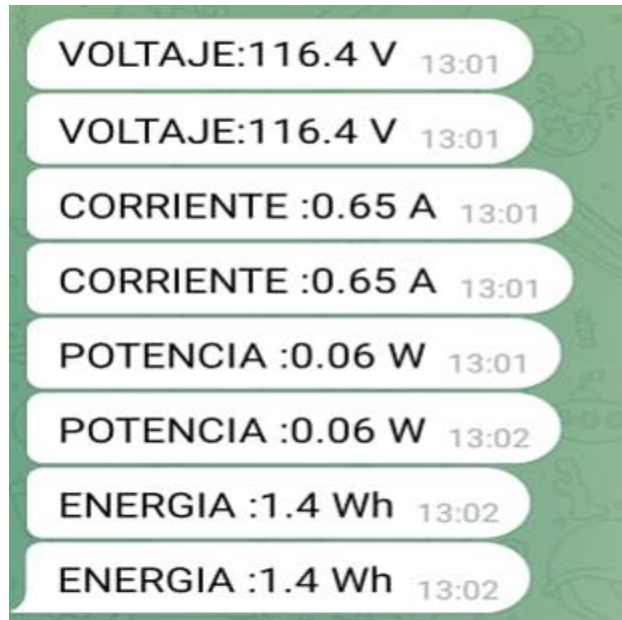 VOLTAJE:116.4 V 13:01
VOLTAJE:116.4 V 13:01
CORRIENTE :0.65 A 13:01
CORRIENTE :0.65 A 13:01
POTENCIA :0.06 W 13:01
POTENCIA :0.06 W 13:02
ENERGIA :1.4 Wh 13:02
ENERGIA :1.4 Wh 13:02